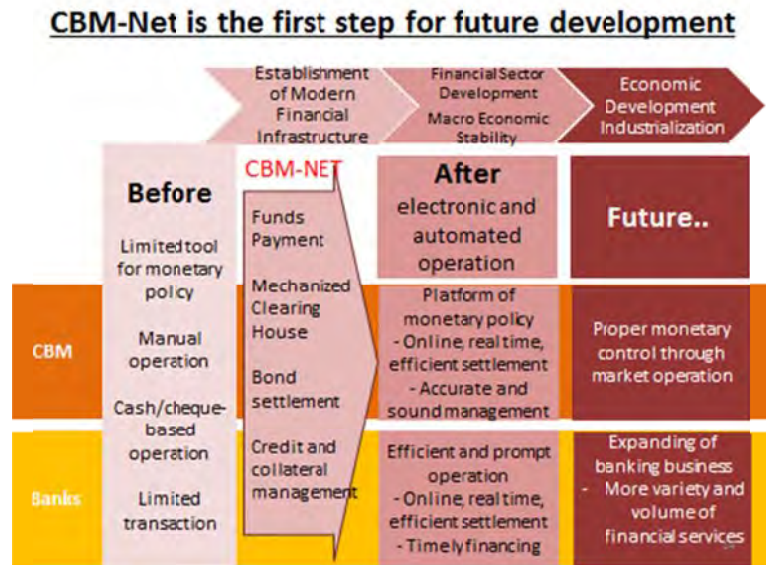 CBM-Net is the first step for future development
Establishment
of Modern
Financial
Infrastructure
Financial Sector
Development
Macro Economic
Stability
Economic
Development
Industrialization
Before
Limited tool
for monetary
policy
Manual
operation
Cash/cheque-
based
operation
Limited
transaction
CBM-NET
Funds
Payment
Mechanized
Clearing
House
Bond
settlement
Credit and
collateral
management
After
electronic and
automated
operation
Future..
CBM
Platform of
monetary policy
- Online, real time,
efficient settlement
- Accurate and
sound management
Proper monetary
control through
market operation
Banks
Efficient and prompt
operation
- Online, real time,
efficient settlement
- Timely financing
Expanding of
banking business
- More variety and
volume of
financial services